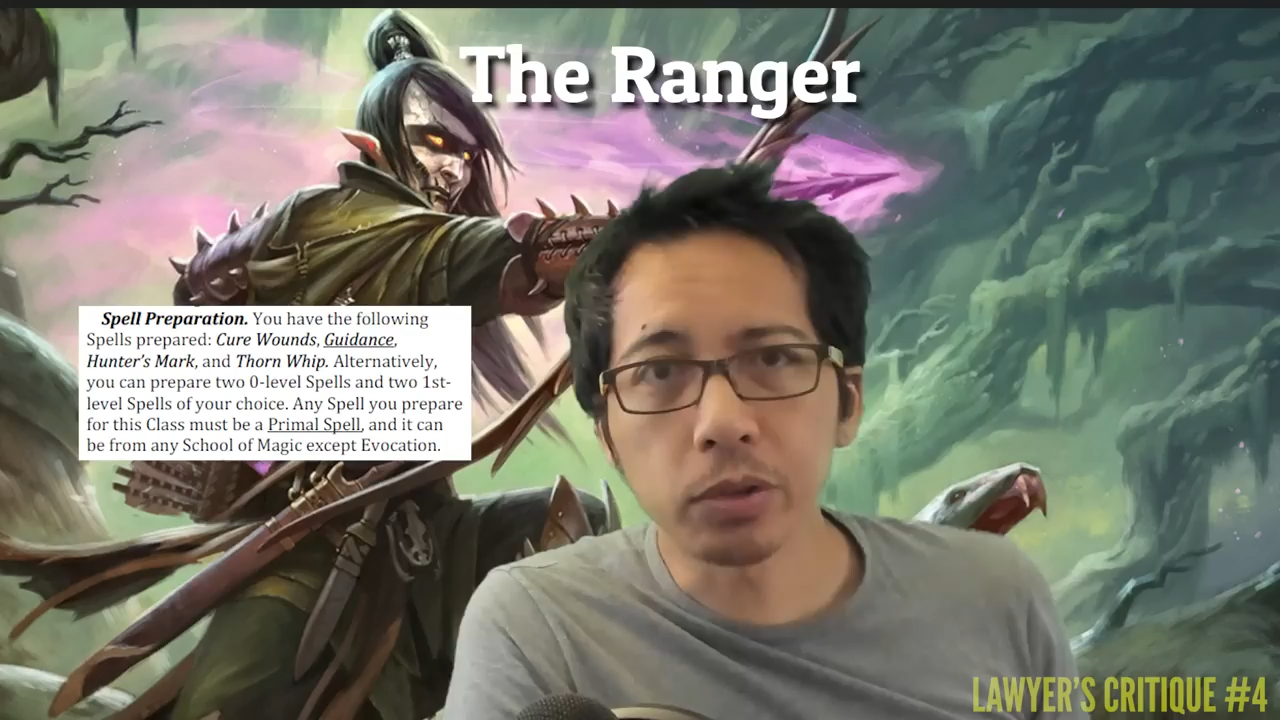 The Ranger
Spell Preparation. You have the following
Spells prepared: Cure Wounds, Guidance,
Hunter's Mark, and Thorn Whip. Alternatively,
you can prepare two 0-level Spells and two 1st-
level Spells of your choice. Any Spell you prepare
for this Class must be a Primal Spell, and it can
be from any School of Magic except Evocation.
LAWYER'S CRITIQUE #4